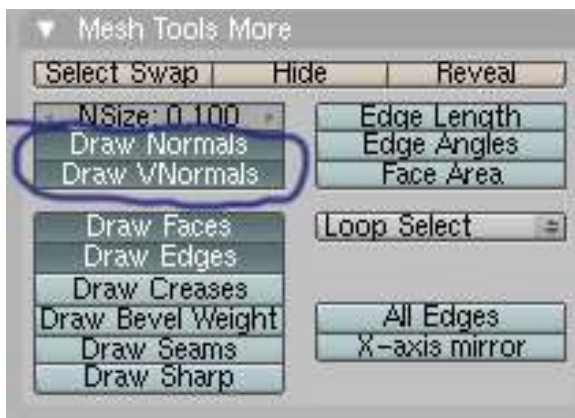 Mesh Tools More
Select Swap Hide Reveal
NSize: 0.100
Draw Normals
Draw VNormals
Edge Length
Edge Angles
Face Area
Draw Faces
Draw Edges
Draw Creases
Draw Bevel Weight
Draw Seams
Draw Sharp
Loop Select
All Edges
X-axis mirror